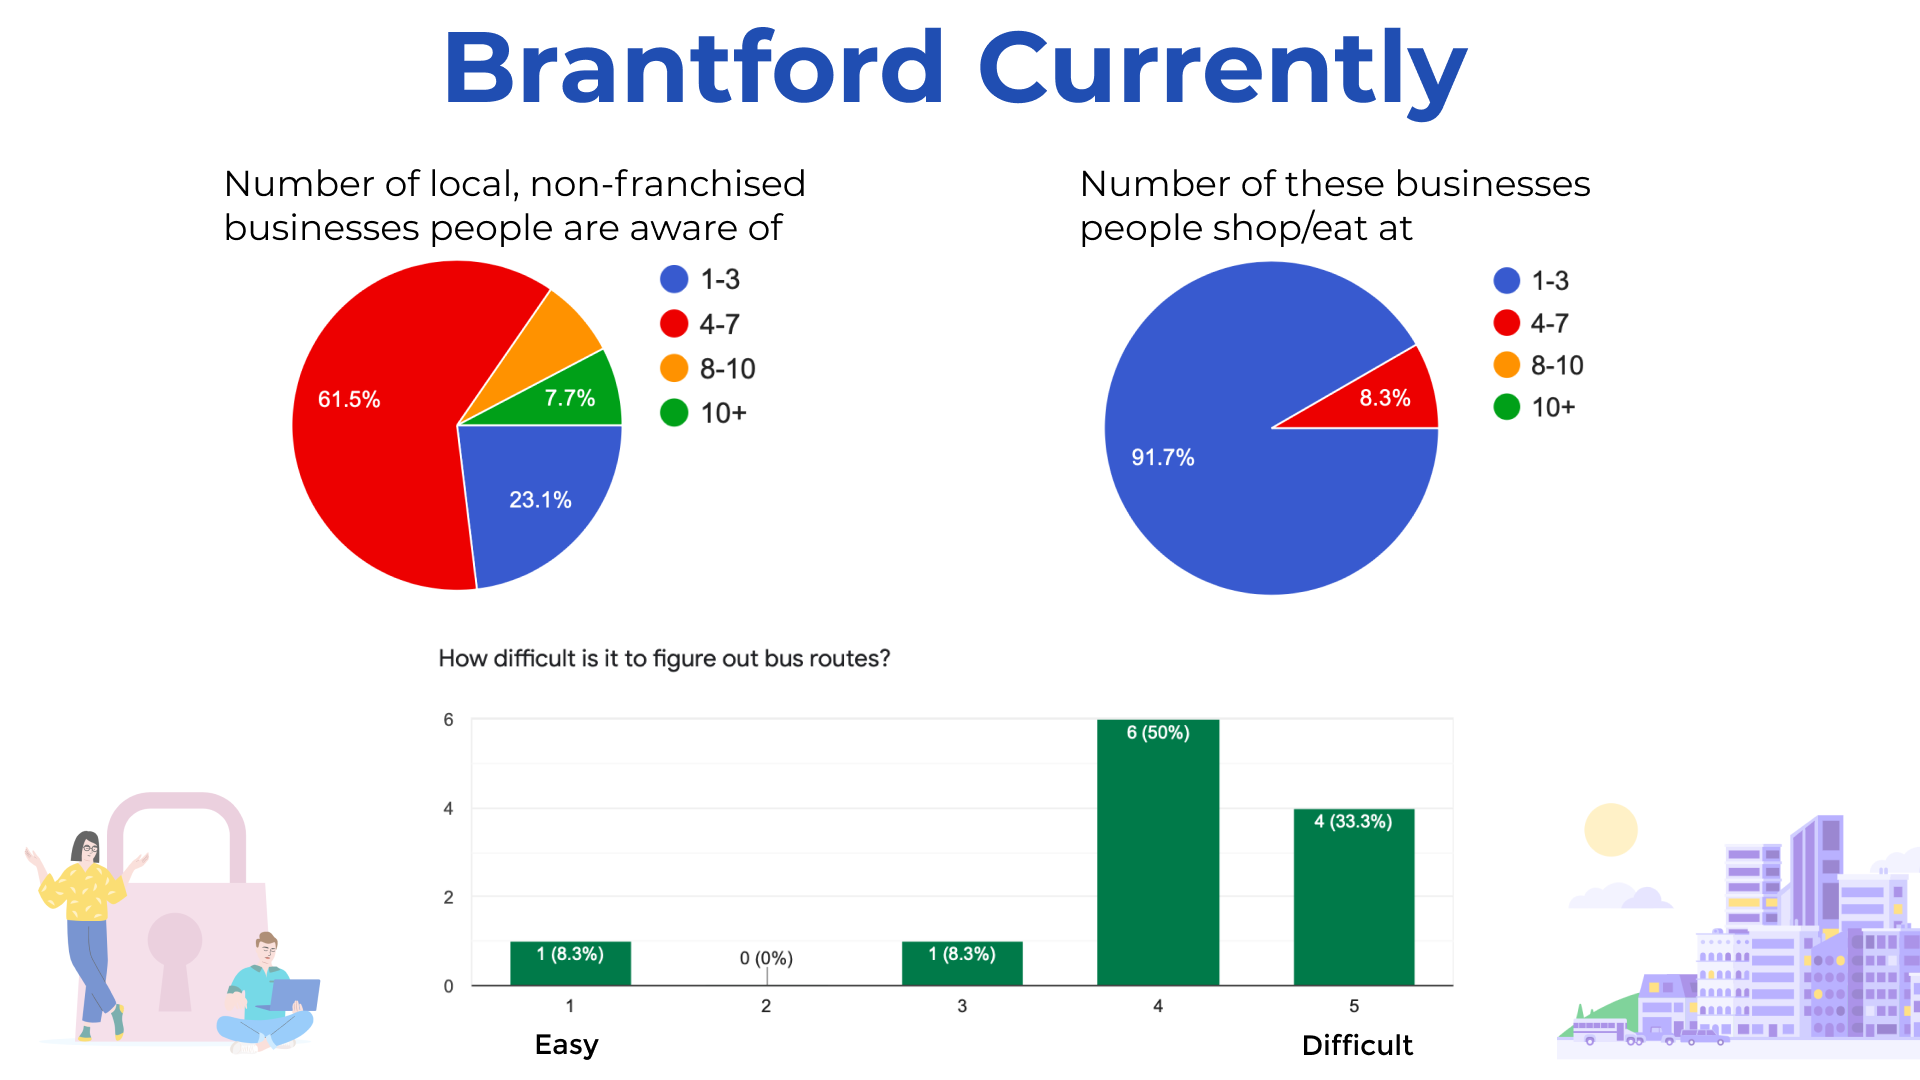 Brantford Currently
Number of local, non-franchised
businesses people are aware of
1-3
4-7
8-10
10+
61.5%
7.7%
23.1%
Number of these businesses
people shop/eat at
1-3
4-7
8-10
10+
8.3%
91.7%
How difficult is it to figure out bus routes?
6
4
2
0
1 (8.3%)
0 (0%)
1 (8.3%)
6 (50%)
4 (33.3%)
1 2 3 4 5
Easy Difficult